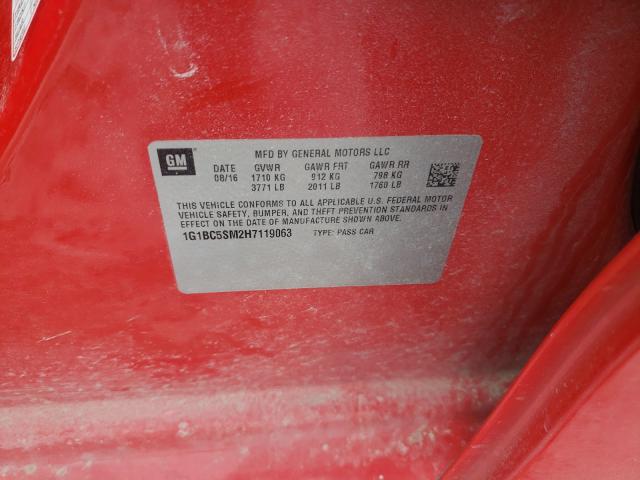 GM
MFD BY GENERAL MOTORS LLC
DATE GVWR GAWR FRT GAWR RR
08/16 1710 KG 912 KG 798 KG
3771 LB 2011 LB 1760 LB
THIS VEHICLE CONFORMS TO ALL APPLICABLE U.S. FEDERAL MOTOR
VEHICLE SAFETY, BUMPER, AND THEFT PREVENTION STANDARDS IN
EFFECT ON THE DATE OF MANUFACTURE SHOWN ABOVE.
1G1BC5SM2H7119063 TYPE: PASS CAR